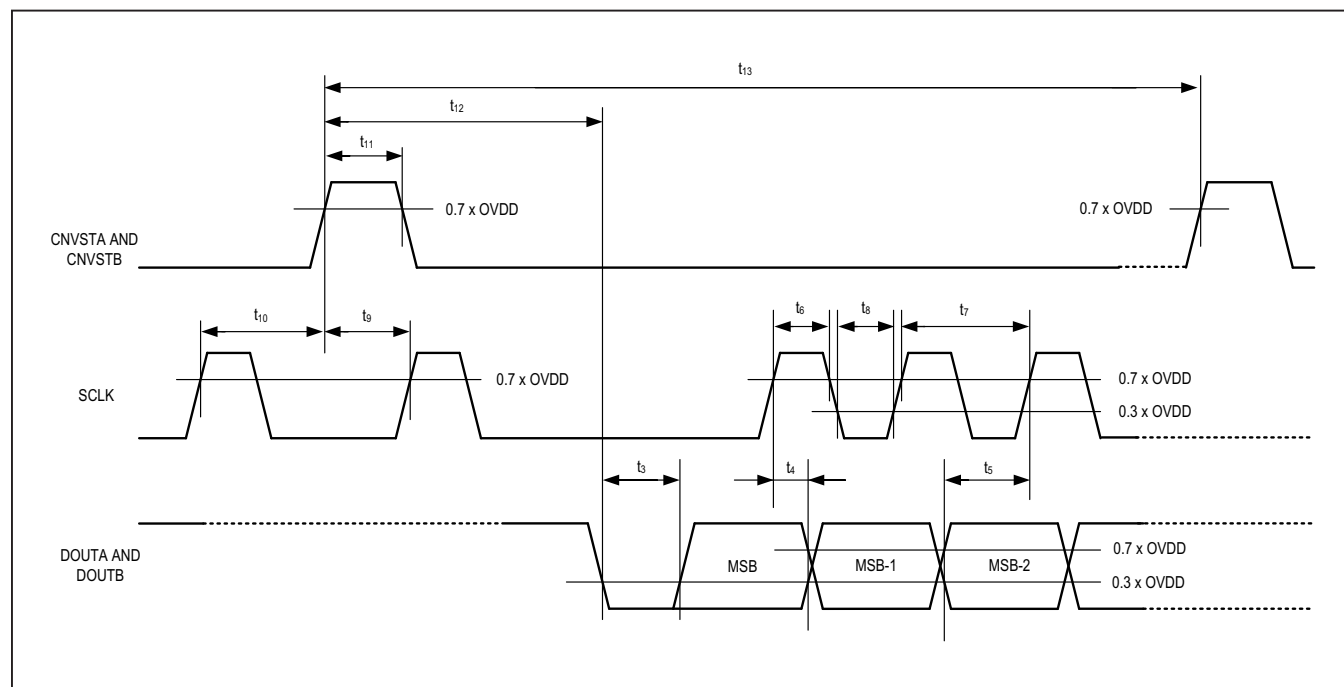 t13
t12
t11
0.7 x OVDD
0.7 x OVDD
CNVSTA AND
CNVSTB
t10
t9
t6
t8
t7
SCLK
0.7 x OVDD
0.7 x OVDD
0.3 x OVDD
t3
t4
t5
DOUTA AND
DOUTB
MSB
MSB-1
MSB-2
0.7 x OVDD
0.3 x OVDD